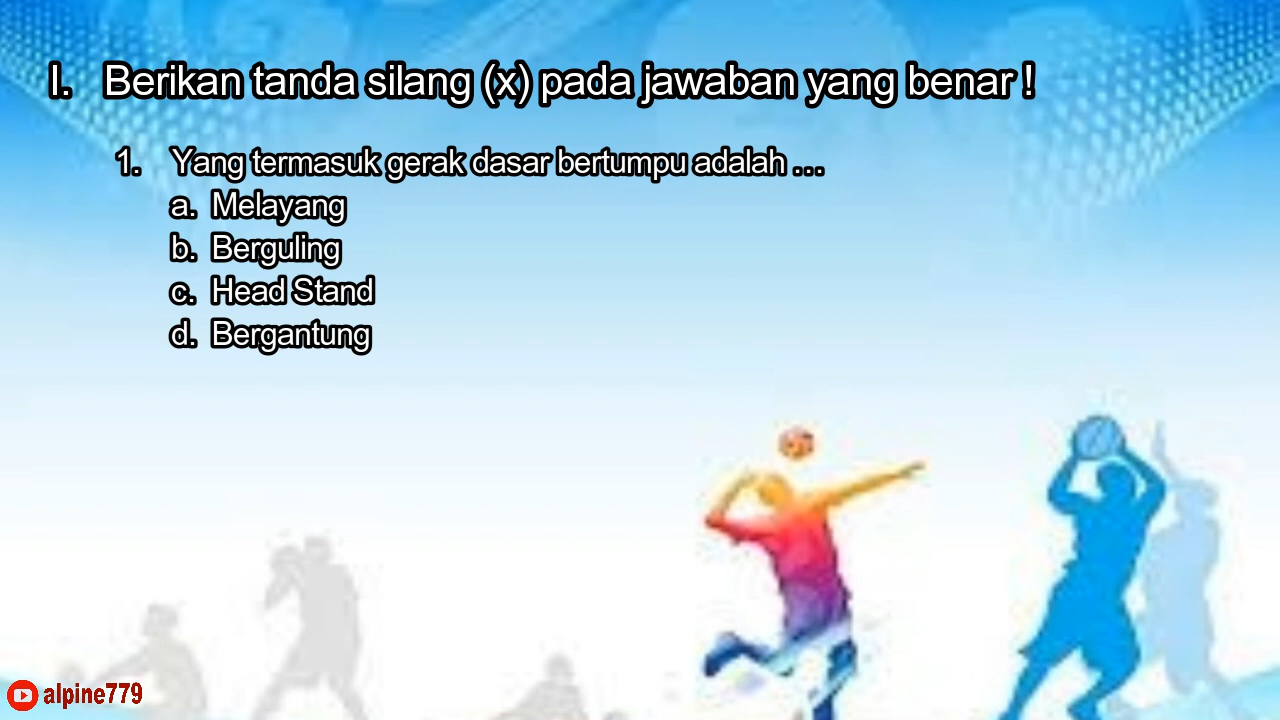 I. Berikan tanda silang (x) pada jawaban yang benar !
1. Yang termasuk gerak dasar bertumpu adalah ...
a. Melayang
b. Berguling
c. Head Stand
d. Bergantung
alpine779